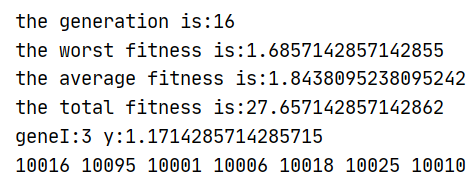 the generation is:16
the worst fitness is:1.6857142857142855
the average fitness is:1.8438095238095242
the total fitness is:27.657142857142862
geneI:3 y:1.1714285714285715
10016 10095 10001 10006 10018 10025 10010